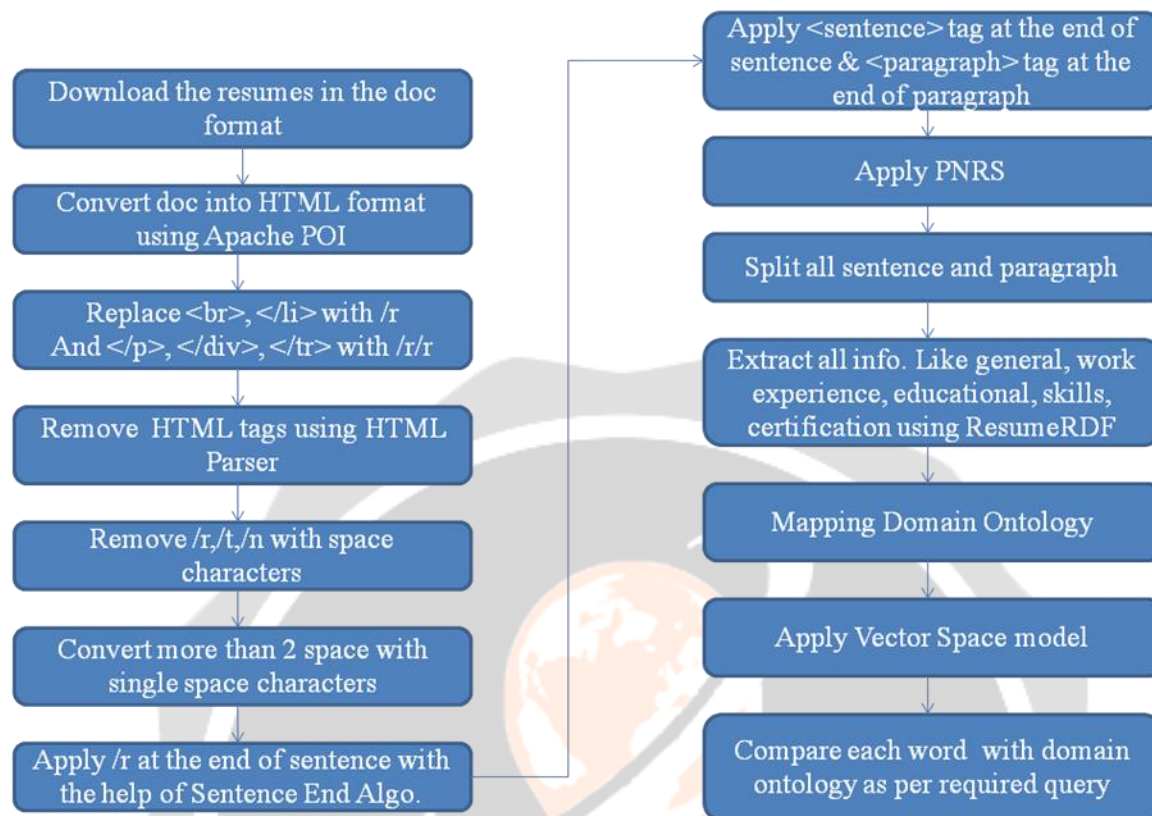 Download the resumes in the doc
format
Convert doc into HTML format
using Apache POI
Replace <br>, </li> with /r
And </p>, </div>, </tr> with /r/r
Remove HTML tags using HTML
Parser
Remove /r,/t,/n with space
characters
Convert more than 2 space with
single space characters
Apply /r at the end of sentence with
the help of Sentence End Algo.
Apply <sentence> tag at the end of
sentence & <paragraph> tag at the
end of paragraph
Apply PNRS
Split all sentence and paragraph
Extract all info. Like general, work
experience, educational, skills,
certification using ResumeRDF
Mapping Domain Ontology
Apply Vector Space model
Compare each word with domain
ontology as per required query